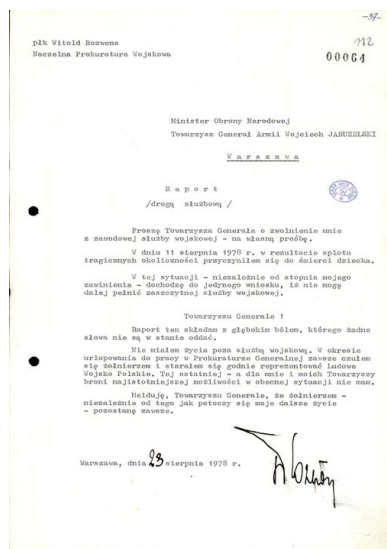 -37-
112
00064
płk Witold Rozwens
Naczelna Prokuratura Wojskowa
Minister Obrony Narodowej
Towarzysz Generał Armii Wojciech JARUZELSKI
W a r s z a w a
R a p o r t
/drogą służbową/
Proszę Towarzysza Generała o zwolnienie mnie
z zawodowej służby wojskowej - na własną prośbę.
W dniu 11 sierpnia 1978 r. w rezultacie splotu
tragicznych okoliczności przyczyniłem się do śmierci dziecka.
W tej sytuacji - niezależnie od stopnia mojego
zawinienia - dochodzę do jedynego wniosku, iż nie mogę
dalej pełnić zaszczytnej służby wojskowej.
Towarzyszu Generale !
Raport ten składam z głębokim bólem, którego żadne
słowa nie są w stanie oddać.
Nie miałem życia poza służbą wojskową. W okresie
urlopowania do pracy w Prokuraturze Generalnej zawsze czułem
się żołnierzem i starałem się godnie reprezentować Ludowe
Wojsko Polskie. Tej ostatniej - a dla mnie i moich Towarzyszy
broni najistotniejszej możliwości w obecnej sytuacji nie mam.
Melduję, Towarzyszu Generale, że żołnierzem -
niezależnie od tego jak potoczy się moje dalsze życie
- pozostanę zawsze.
Warszawa, dnia 23 sierpnia 1978 r.